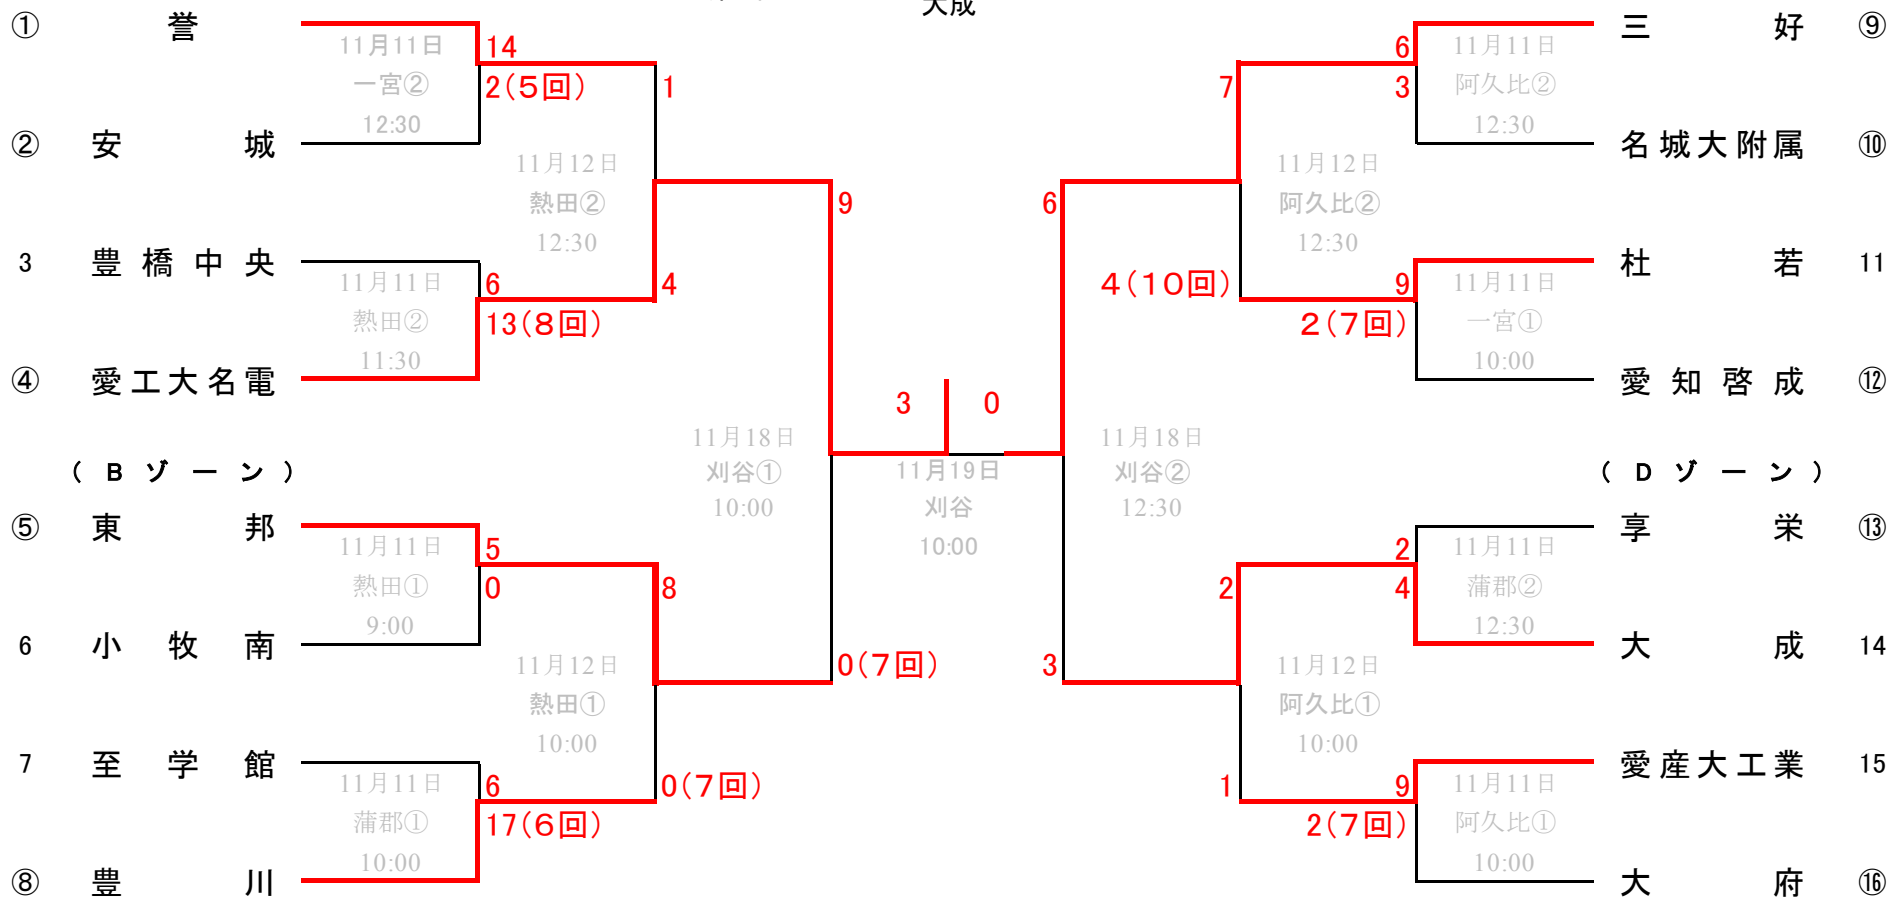 大成
① 誉
11月11日
一宮②
12:30
14
2(5回)
② 安城
1
11月12日
熱田②
12:30
3 豊橋中央
11月11日
熱田②
11:30
6
13(8回)
④ 愛工大名電
4
9
11月18日
刈谷①
10:00
(Bゾーン)
⑤ 東邦
11月11日
熱田①
9:00
5
0
6 小牧南
8
11月12日
熱田①
10:00
7 至学館
11月11日
蒲郡①
10:00
6
17(6回)
⑧ 豊川
0(7回)
0(7回)
3 0
11月19日
刈谷
10:00
三好 ⑨
6
3
11月11日
阿久比②
12:30
名城大附属 ⑩
7
11月12日
阿久比②
12:30
杜若 11
9
2(7回)
11月11日
一宮①
10:00
愛知啓成 ⑫
4(10回)
6
11月18日
刈谷②
12:30
(Dゾーン)
享栄 ⑬
2
4
11月11日
蒲郡②
12:30
大成 14
2
11月12日
阿久比①
10:00
愛産大工業 15
9
2(7回)
11月11日
阿久比①
10:00
大府 ⑯
1
3